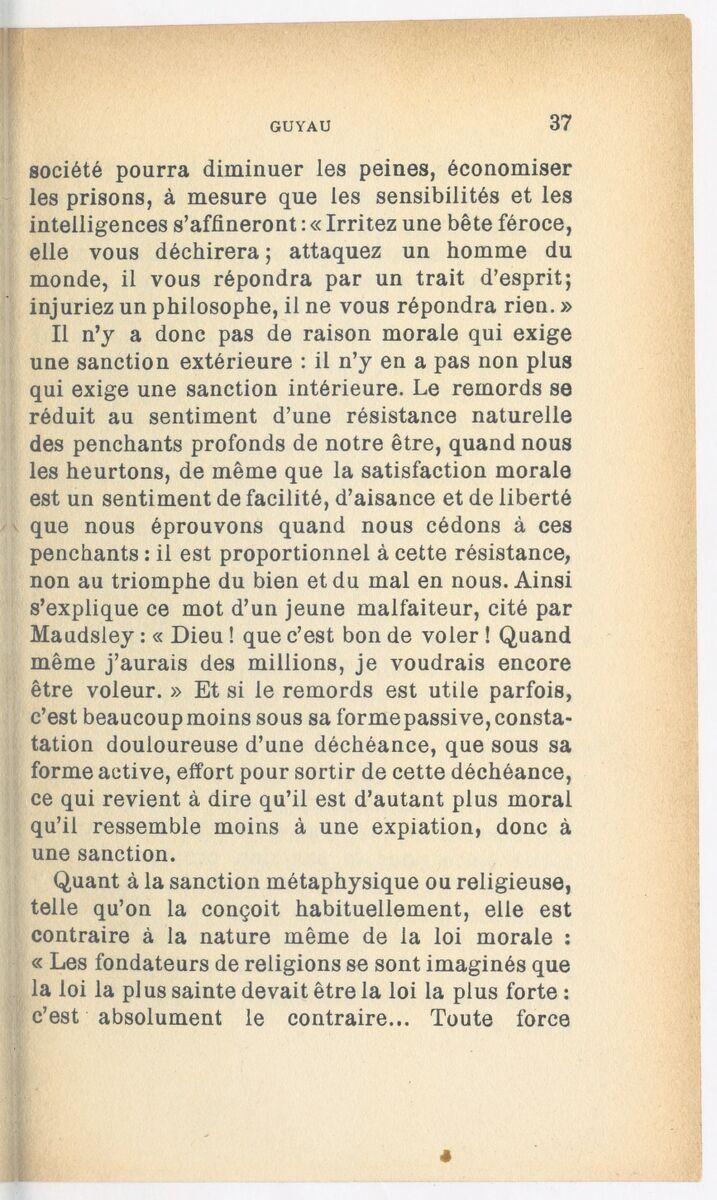 GUYAU 37
société pourra diminuer les peines, économiser
les prisons, à mesure que les sensibilités et les
intelligences s'affineront : « Irritez une bête féroce,
elle vous déchirera ; attaquez un homme du
monde, il vous répondra par un trait d'esprit ;
injuriez un philosophe, il ne vous répondra rien. »
Il n'y a donc pas de raison morale qui exige
une sanction extérieure : il n'y en a pas non plus
qui exige une sanction intérieure. Le remords se
réduit au sentiment d'une résistance naturelle
des penchants profonds de notre être, quand nous
les heurtons, de même que la satisfaction morale
est un sentiment de facilité, d'aisance et de liberté
que nous éprouvons quand nous cédons à ces
penchants : il est proportionnel à cette résistance,
non au triomphe du bien et du mal en nous. Ainsi
s'explique ce mot d'un jeune malfaiteur, cité par
Maudsley : « Dieu ! que c'est bon de voler ! Quand
même j'aurais des millions, je voudrais encore
être voleur. » Et si le remords est utile parfois,
c'est beaucoup moins sous sa forme passive, consta-
tation douloureuse d'une déchéance, que sous sa
forme active, effort pour sortir de cette déchéance,
ce qui revient à dire qu'il est d'autant plus moral
qu'il ressemble moins à une expiation, donc à
une sanction.
Quant à la sanction métaphysique ou religieuse,
telle qu'on la conçoit habituellement, elle est
contraire à la nature même de la loi morale :
« Les fondateurs de religions se sont imaginés que
la loi la plus sainte devait être la loi la plus forte :
c'est absolument le contraire... Toute force